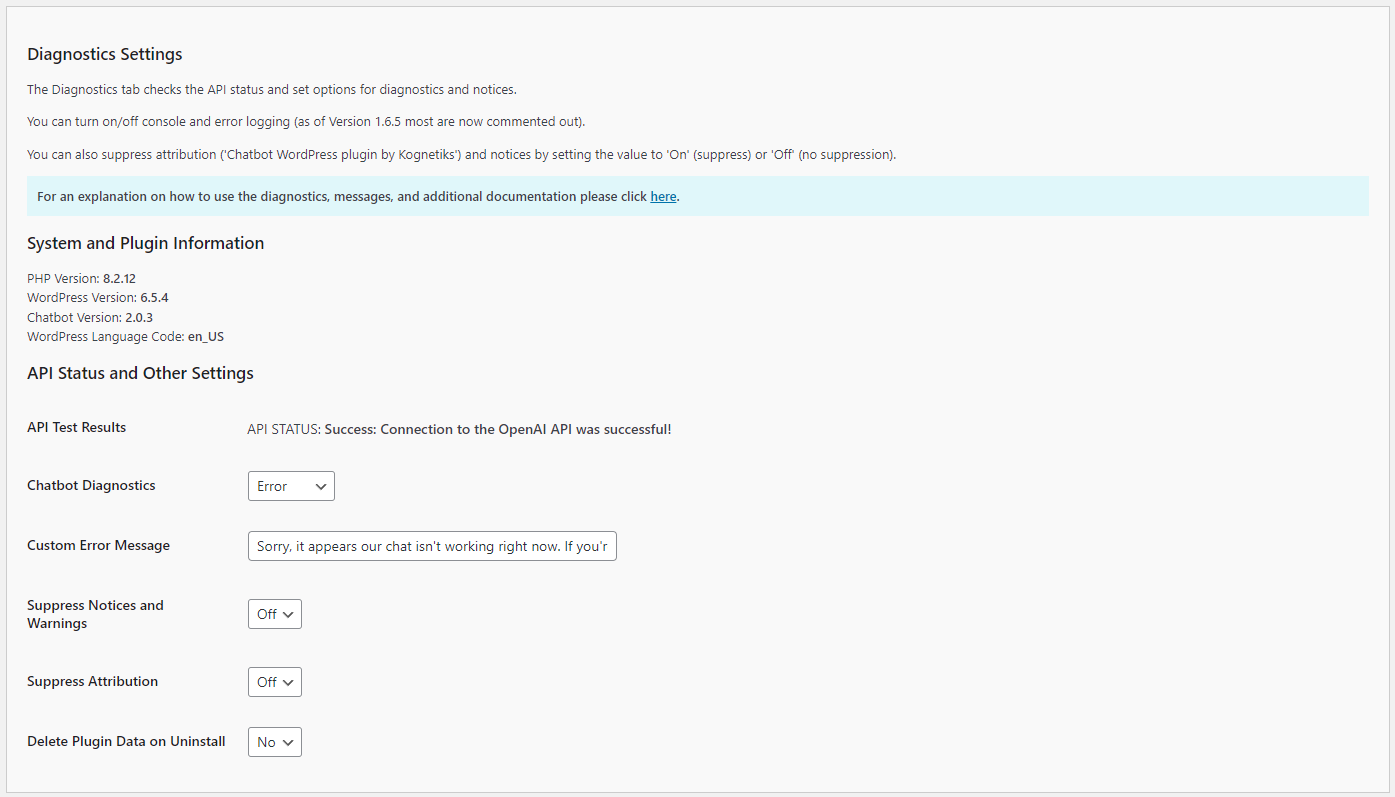 Diagnostics Settings
The Diagnostics tab checks the API status and set options for diagnostics and notices.
You can turn on/off console and error logging (as of Version 1.6.5 most are now commented out).
You can also suppress attribution ('Chatbot WordPress plugin by Kognetiks') and notices by setting the value to 'On' (suppress) or 'Off' (no suppression).
For an explanation on how to use the diagnostics, messages, and additional documentation please click here.
System and Plugin Information
PHP Version: 8.2.12
WordPress Version: 6.5.4
Chatbot Version: 2.0.3
WordPress Language Code: en_US
API Status and Other Settings
API Test Results API STATUS: Success: Connection to the OpenAI API was successful!
Chatbot Diagnostics Error
Custom Error Message Sorry, it appears our chat isn't working right now. If you'r
Suppress Notices and
Warnings Off
Suppress Attribution Off
Delete Plugin Data on Uninstall No